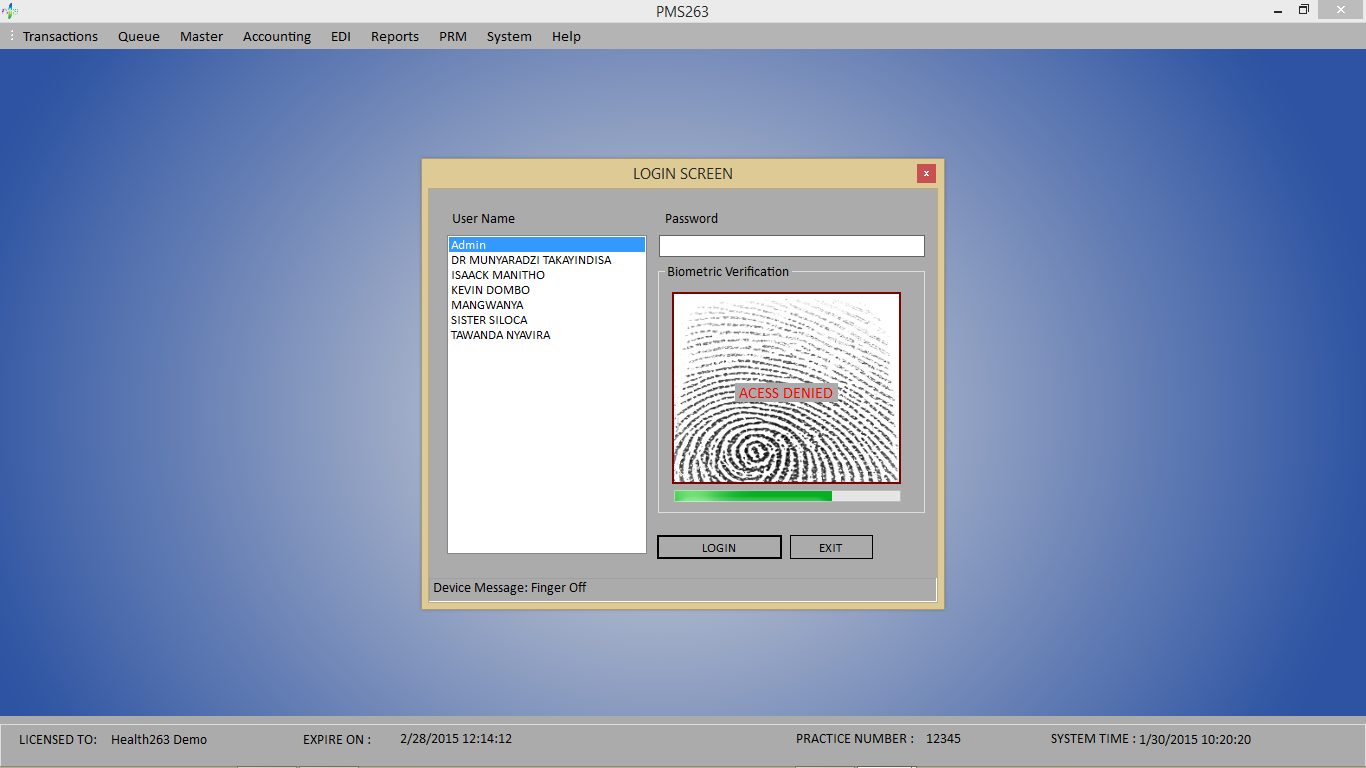 PMS263
Transactions Queue Master Accounting EDI Reports PRM System Help
LOGIN SCREEN
x
User Name
Admin
DR MUNYARADZI TAKAYINDISA
ISAACK MANITHO
KEVIN DOMBO
MANGWANYA
SISTER SILOCA
TAWANDA NYAVIRA
Password
Biometric Verification
ACESS DENIED
LOGIN EXIT
Device Message: Finger Off
LICENSED TO: Health263 Demo EXPIRE ON : 2/28/2015 12:14:12 PRACTICE NUMBER : 12345 SYSTEM TIME : 1/30/2015 10:20:20